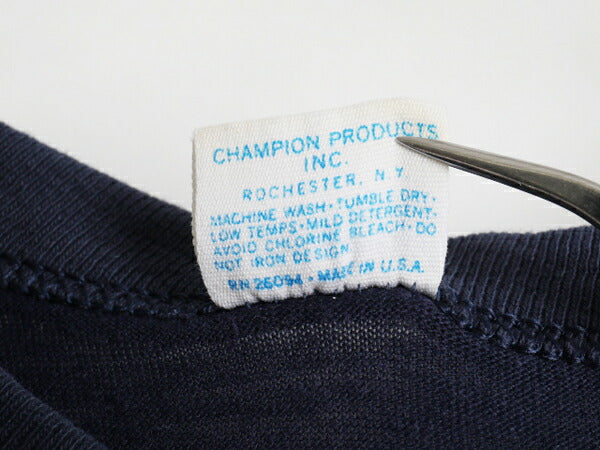 CHAMPION PRODUCTS
INC.
ROCHESTER, N.Y.
MACHINE WASH · TUMBLE DRY ·
LOW TEMPS · MILD DETERGENT ·
AVOID CHLORINE BLEACH · DO
NOT IRON DESIGN
RN 26094 · MADE IN U.S.A.